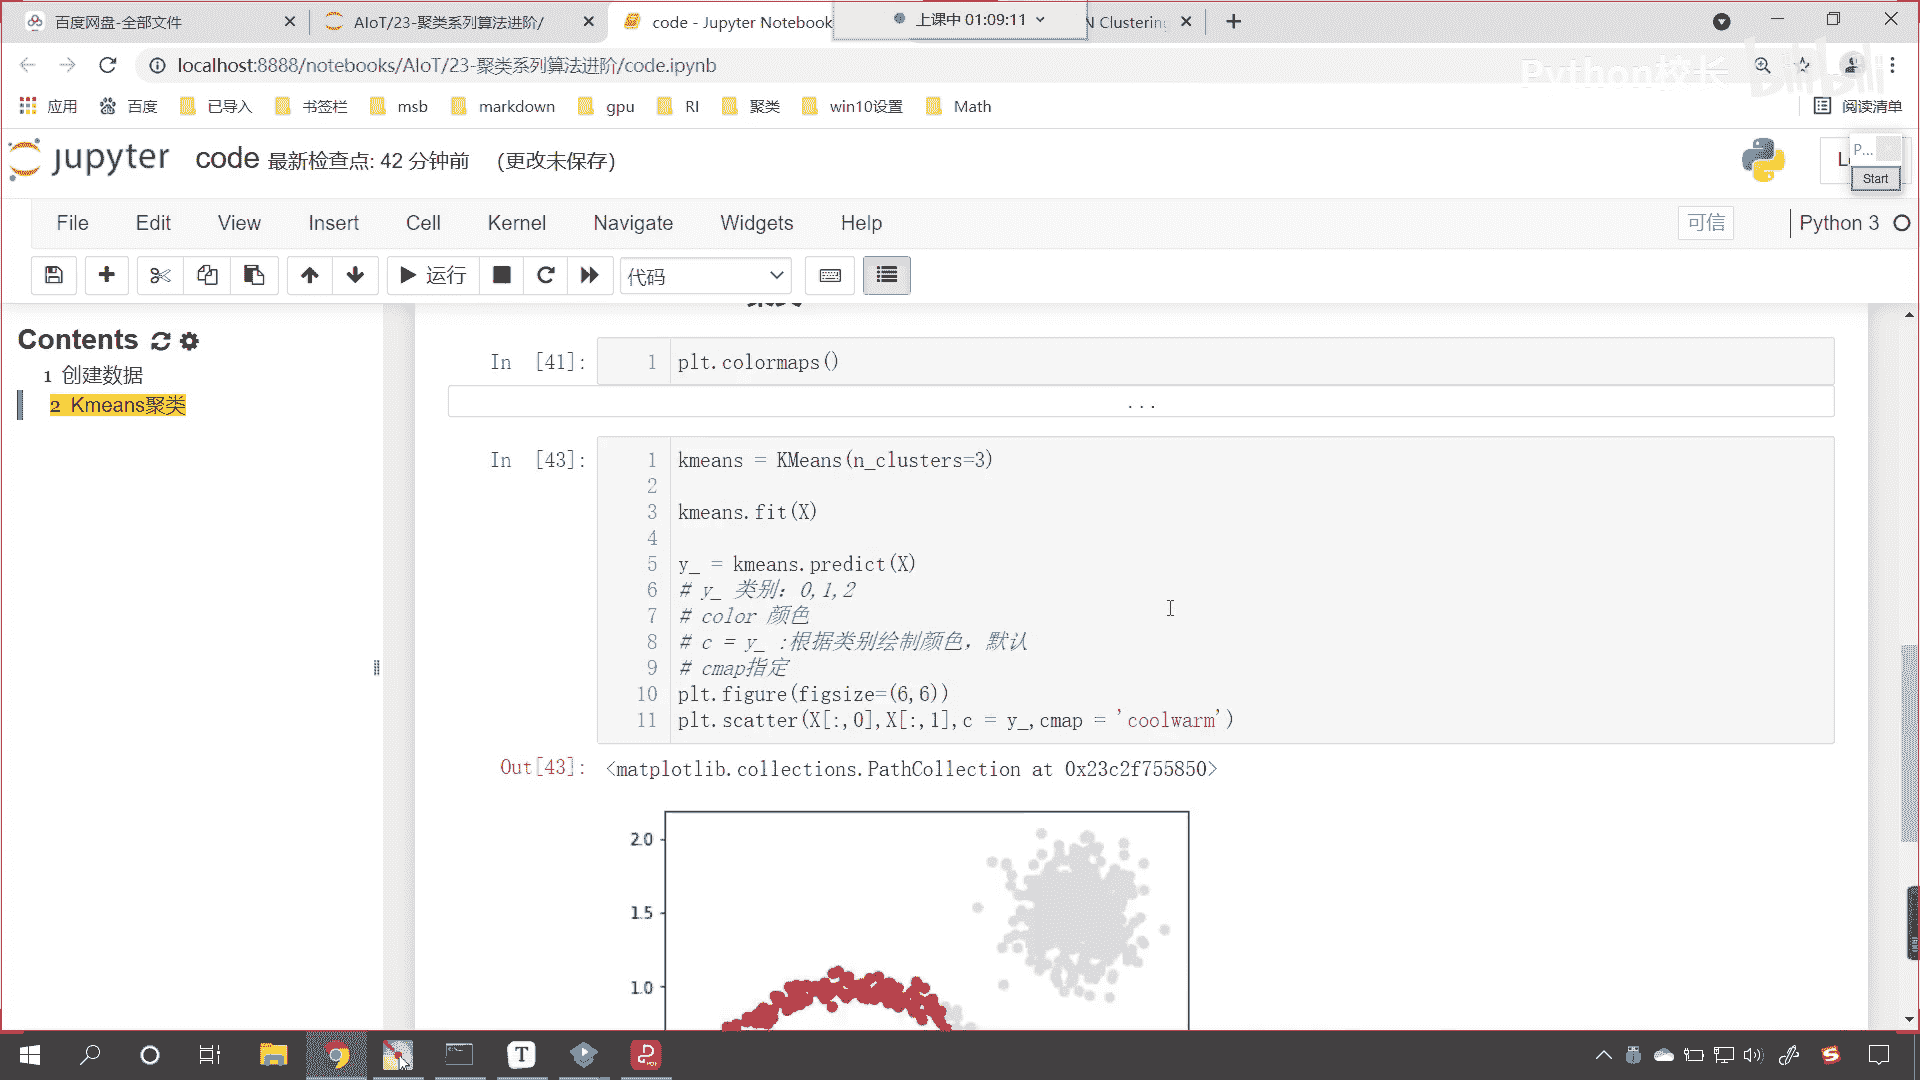 百度网盘-全部文件
AIoT/23-聚类系列算法进阶/
code - Jupyter Notebook
上课中 01:09:11
N Clustering
localhost:8888/notebooks/AIoT/23-聚类系列算法进阶/code.ipynb
Python校长
bilibili
应用
百度
已导入
书签栏
msb
markdown
gpu
RI
聚类
win10设置
Math
阅读清单
jupyter
code 最新检查点: 42 分钟前 (更改未保存)
P...
Start
File Edit View Insert Cell Kernel Navigate Widgets Help
可信
Python 3
运行
代码
Contents
1 创建数据
2 Kmeans聚类
In [41]:
1 plt.colormaps()
...
In [43]:
1 kmeans = KMeans(n_clusters=3)
2
3 kmeans.fit(X)
4
5 y_ = kmeans.predict(X)
6 # y_ 类别：0,1,2
7 # color 颜色
8 # c = y_ :根据类别绘制颜色，默认
9 # cmap指定
10 plt.figure(figsize=(6,6))
11 plt.scatter(X[:,0],X[:,1],c = y_,cmap = 'coolwarm')
Out[43]: <matplotlib.collections.PathCollection at 0x23c2f755850>
2.0
1.5
1.0